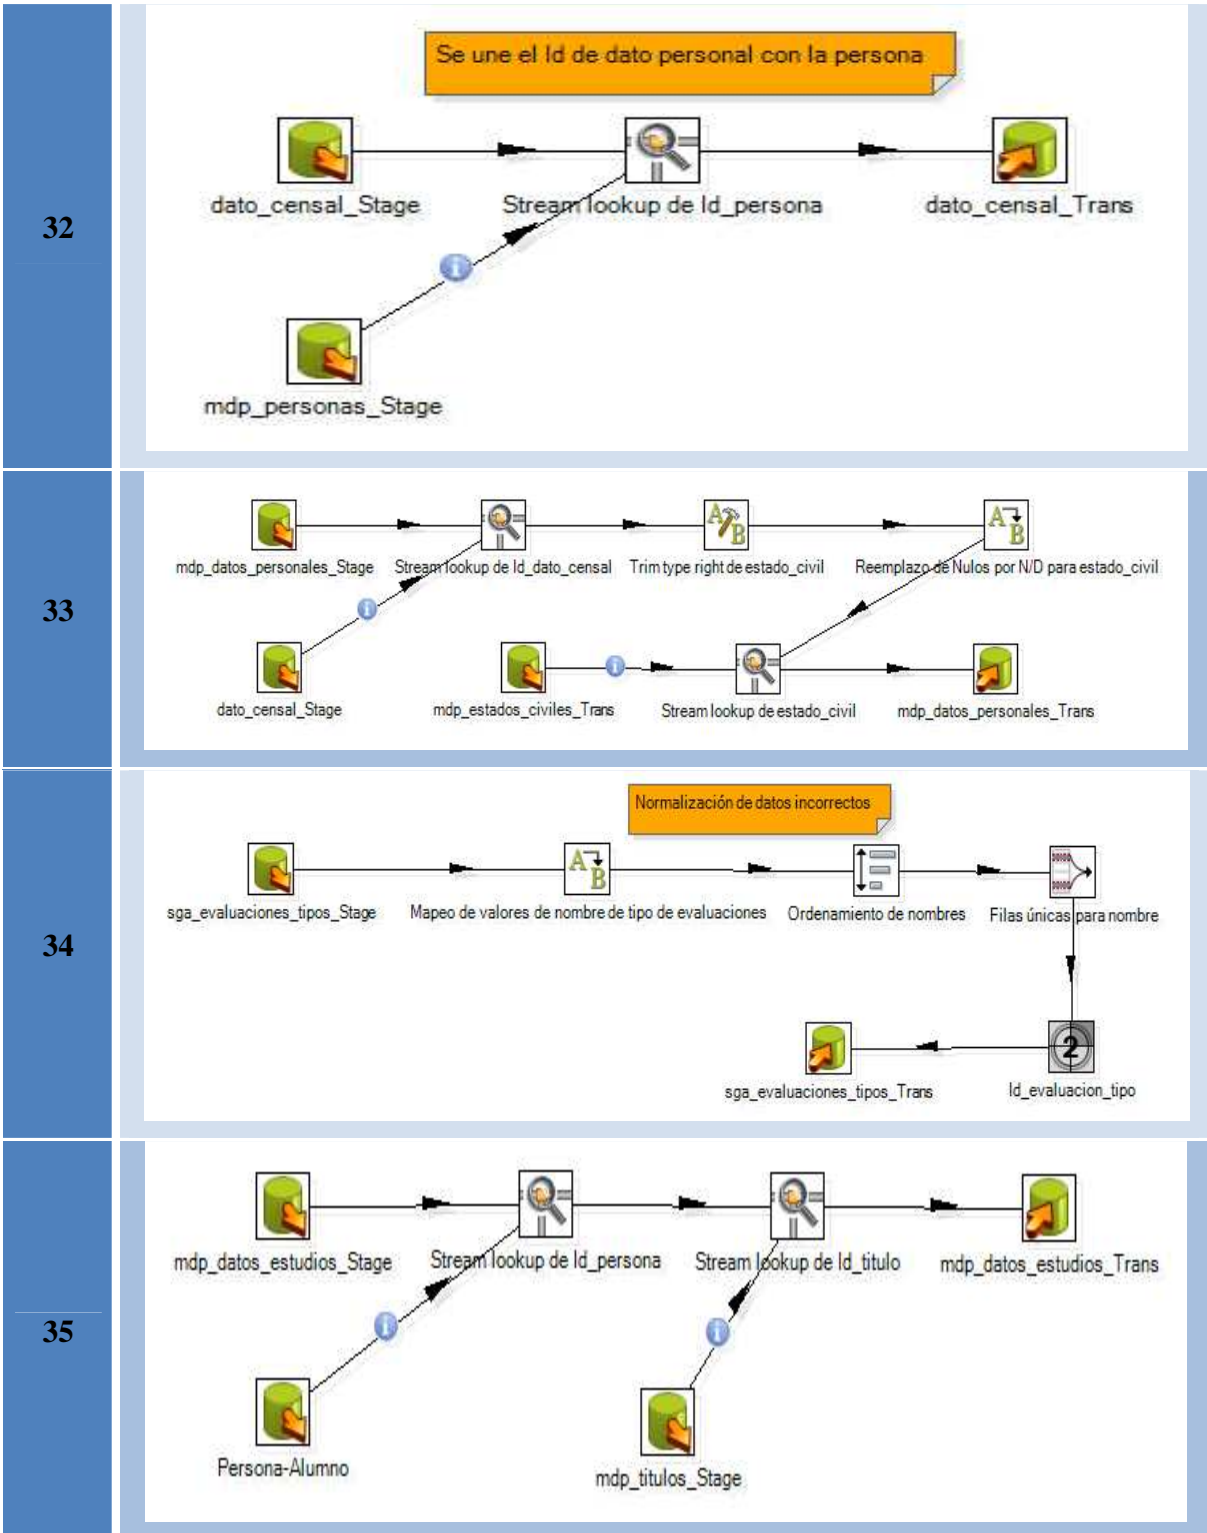 32
Se une el Id de dato personal con la persona
dato_censal_Stage
Stream lookup de Id_persona
dato_censal_Trans
mdp_personas_Stage
33
mdp_datos_personales_Stage
Stream lookup de Id_dato_censal
Trim type right de estado_civil
Reemplazo de Nulos por N/D para estado_civil
dato_censal_Stage
mdp_estados_civiles_Trans
Stream lookup de estado_civil
mdp_datos_personales_Trans
34
Normalización de datos incorrectos
sga_evaluaciones_tipos_Stage
Mapeo de valores de nombre de tipo de evaluaciones
Ordenamiento de nombres
Filas únicas para nombre
sga_evaluaciones_tipos_Trans
Id_evaluacion_tipo
35
mdp_datos_estudios_Stage
Stream lookup de Id_persona
Stream lookup de Id_titulo
mdp_datos_estudios_Trans
Persona-Alumno
mdp_titulos_Stage